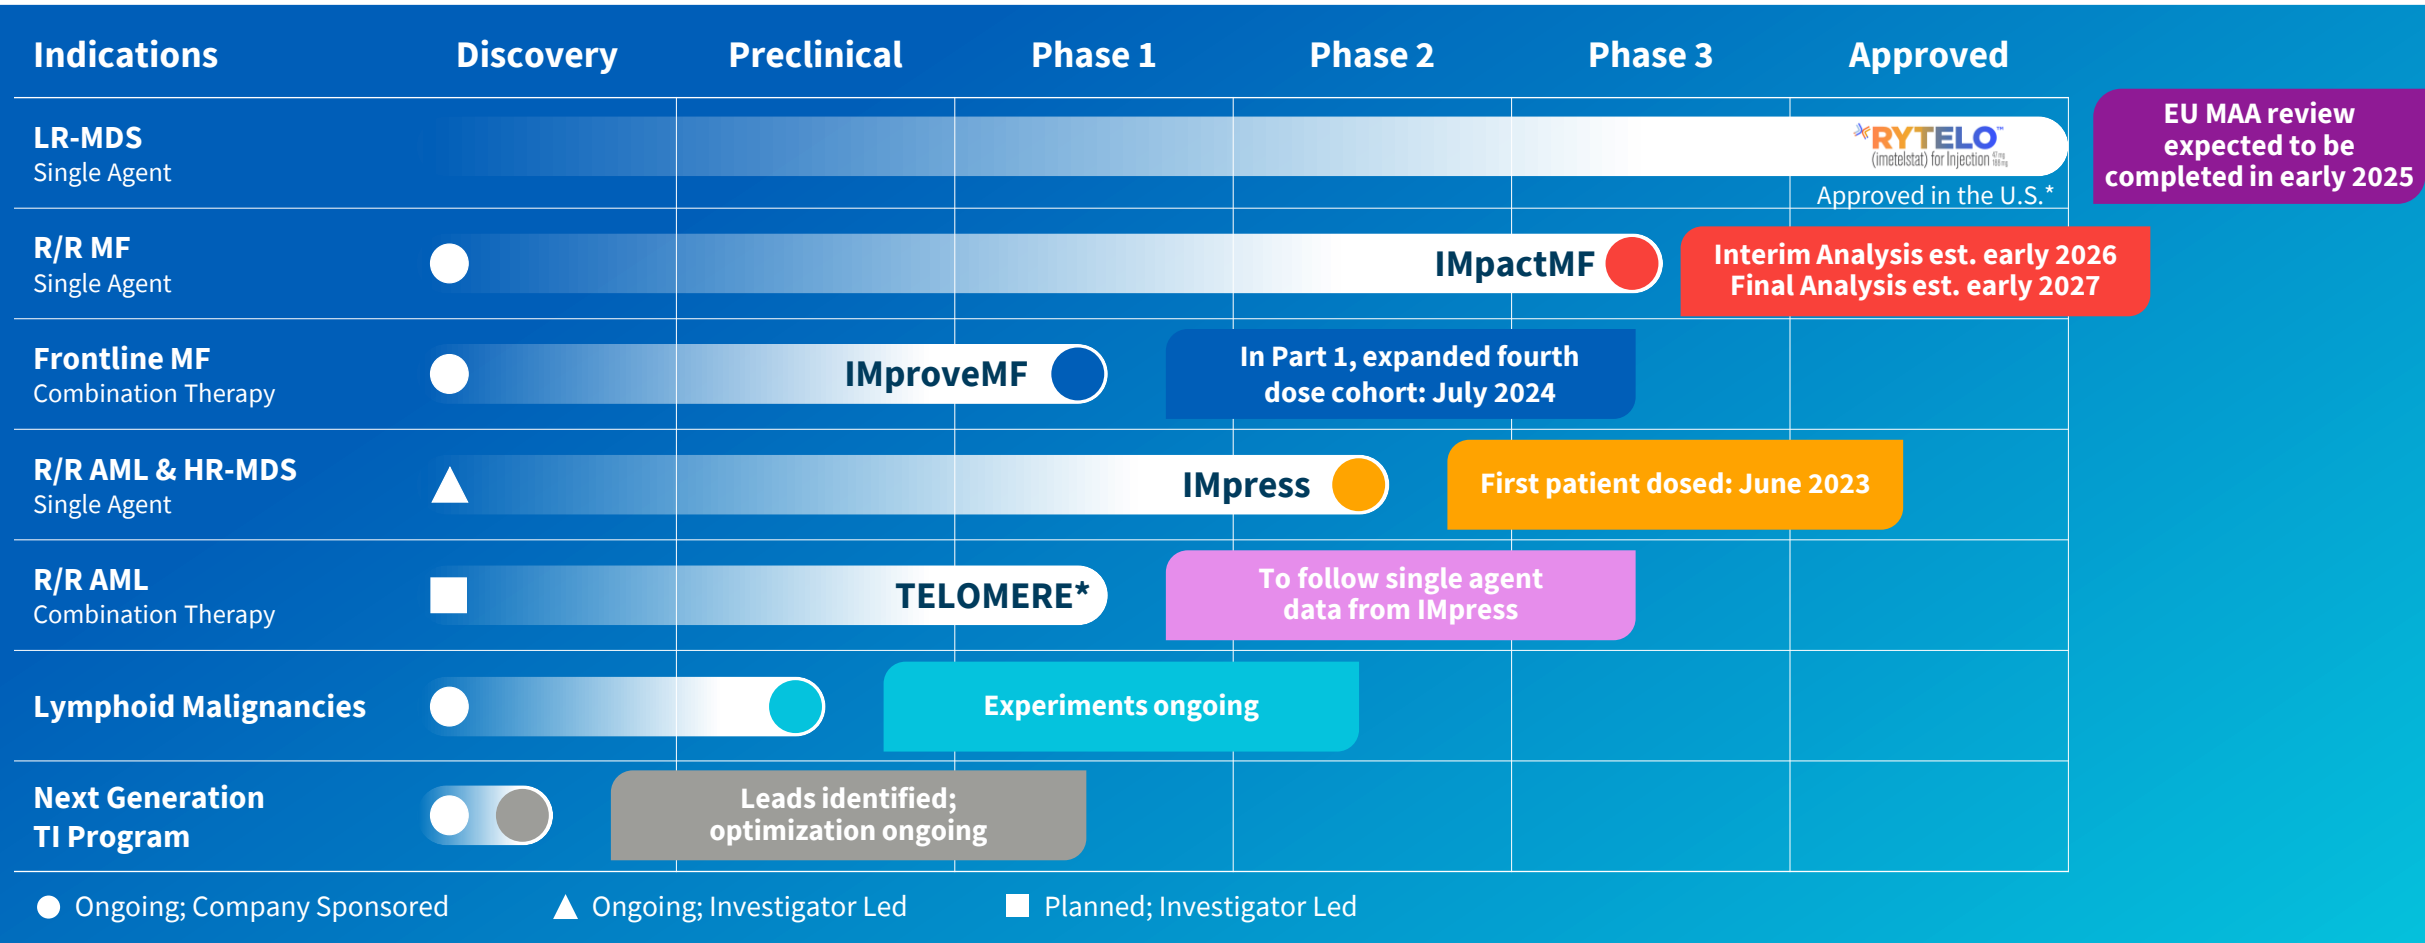 Indications Discovery Preclinical Phase 1 Phase 2 Phase 3 Approved
LR-MDS
Single Agent
RYTELO™
(imetelstat) for Injection 47 mg 188 mg
Approved in the U.S.*
EU MAA review
expected to be
completed in early 2025
R/R MF
Single Agent
IMpactMF
Interim Analysis est. early 2026
Final Analysis est. early 2027
Frontline MF
Combination Therapy
IMproveMF
In Part 1, expanded fourth
dose cohort: July 2024
R/R AML & HR-MDS
Single Agent
IMpress
First patient dosed: June 2023
R/R AML
Combination Therapy
TELOMERE*
To follow single agent
data from IMpress
Lymphoid Malignancies
Experiments ongoing
Next Generation
TI Program
Leads identified;
optimization ongoing
Ongoing; Company Sponsored
Ongoing; Investigator Led
Planned; Investigator Led